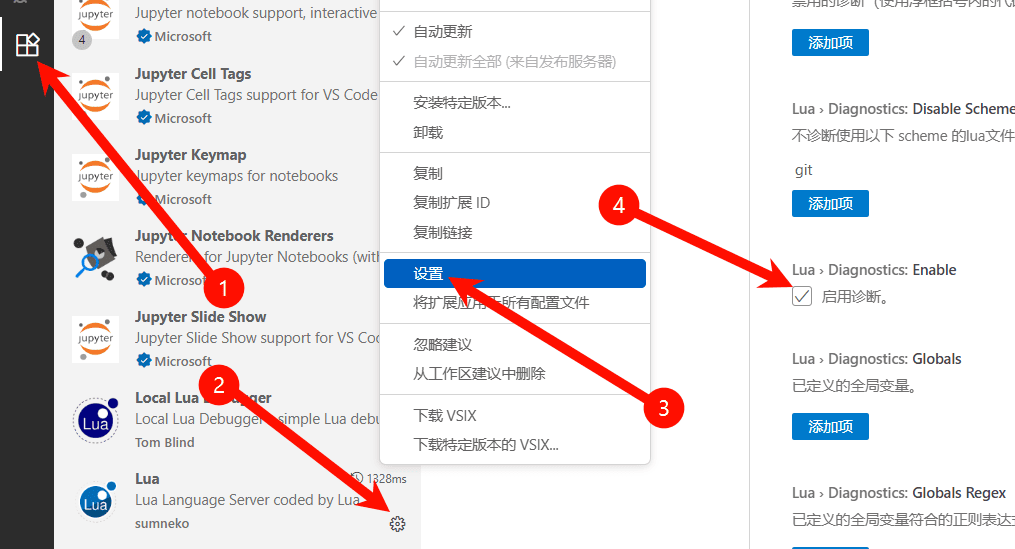 Jupyter notebook support, interactive
Microsoft
4
Jupyter Cell Tags
Jupyter Cell Tags support for VS Code
Microsoft
Jupyter Keymap
Jupyter keymaps for notebooks
Microsoft
Jupyter Notebook Renderers
Renderers for Jupyter Notebooks (with
Microsoft
1
Jupyter Slide Show
Jupyter Slide Show support for VS Co
Microsoft
2
Local Lua Debugger
Local Lua Debugger simple Lua debu
Tom Blind
Lua
1328ms
Lua Language Server coded by Lua
sumneko
jupyter
jupyter
jupyter
jupyter
Lua
Lua
自动更新
自动更新全部 (来自发布服务器)
安装特定版本...
卸载
复制
复制扩展 ID
复制链接
设置
将扩展应用于所有配置文件
忽略建议
3
从工作区建议中删除
下载 VSIX
下载特定版本的 VSIX...
禁用的诊断（使用浮框括号内的代码
添加项
Lua › Diagnostics: Disable Scheme
不诊断使用以下 scheme 的lua文件
git
添加项
4
Lua › Diagnostics: Enable
启用诊断。
Lua › Diagnostics: Globals
已定义的全局变量。
添加项
Lua › Diagnostics: Globals Regex
已定义的全局变量符合的正则表达式